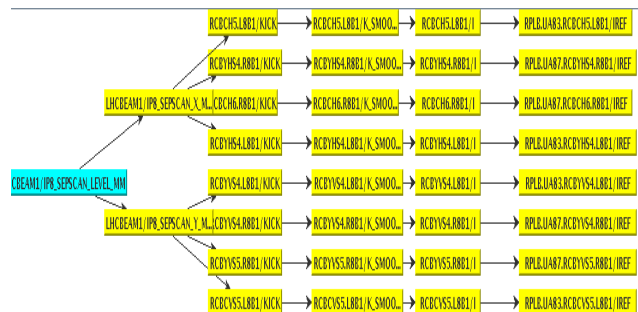 RCBCH5.L8B1/KICK RCBCH5.L8B1/K_SMOO... RCBCH5.L8B1/I RPLB.UA83.RCBCH5.L8B1/IREF
RCBYHS4.R8B1/KICK RCBYHS4.R8B1/K_SMOO... RCBYHS4.R8B1/I RPLB.UA87.RCBYHS4.R8B1/IREF
LHCBEAM1/IP8_SEPSCAN_X_M... CBCH6.R8B1/KICK RCBCH6.R8B1/K_SMOO... RCBCH6.R8B1/I RPLB.UA87.RCBCH6.R8B1/IREF
RCBYHS4.L8B1/KICK RCBYHS4.L8B1/K_SMOO... RCBYHS4.L8B1/I RPLB.UA83.RCBYHS4.L8B1/IREF
CBEAM1/IP8_SEPSCAN_LEVEL_MM RCBYVS4.L8B1/KICK RCBYVS4.L8B1/K_SMOO... RCBYVS4.L8B1/I RPLB.UA83.RCBYVS4.L8B1/IREF
LHCBEAM1/IP8_SEPSCAN_Y_M... CBYVS4.R8B1/KICK RCBYVS4.R8B1/K_SMOO... RCBYVS4.R8B1/I RPLB.UA87.RCBYVS4.R8B1/IREF
RCBYVS5.R8B1/KICK RCBYVS5.R8B1/K_SMOO... RCBYVS5.R8B1/I RPLB.UA87.RCBYVS5.R8B1/IREF
RCBCVS5.L8B1/KICK RCBCVS5.L8B1/K_SMOO... RCBCVS5.L8B1/I RPLB.UA83.RCBCVS5.L8B1/IREF